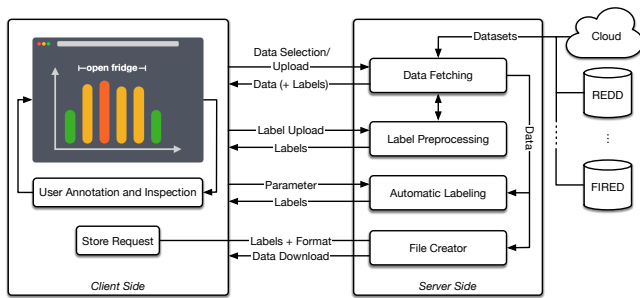 open fridge
User Annotation and Inspection
Store Request
Client Side
Data Selection/
Upload
Data (+ Labels)
Label Upload
Labels
Parameter
Labels
Labels + Format
Data Download
Datasets
Data Fetching
Label Preprocessing
Data
Automatic Labeling
File Creator
Server Side
Cloud
REDD
...
FIRED